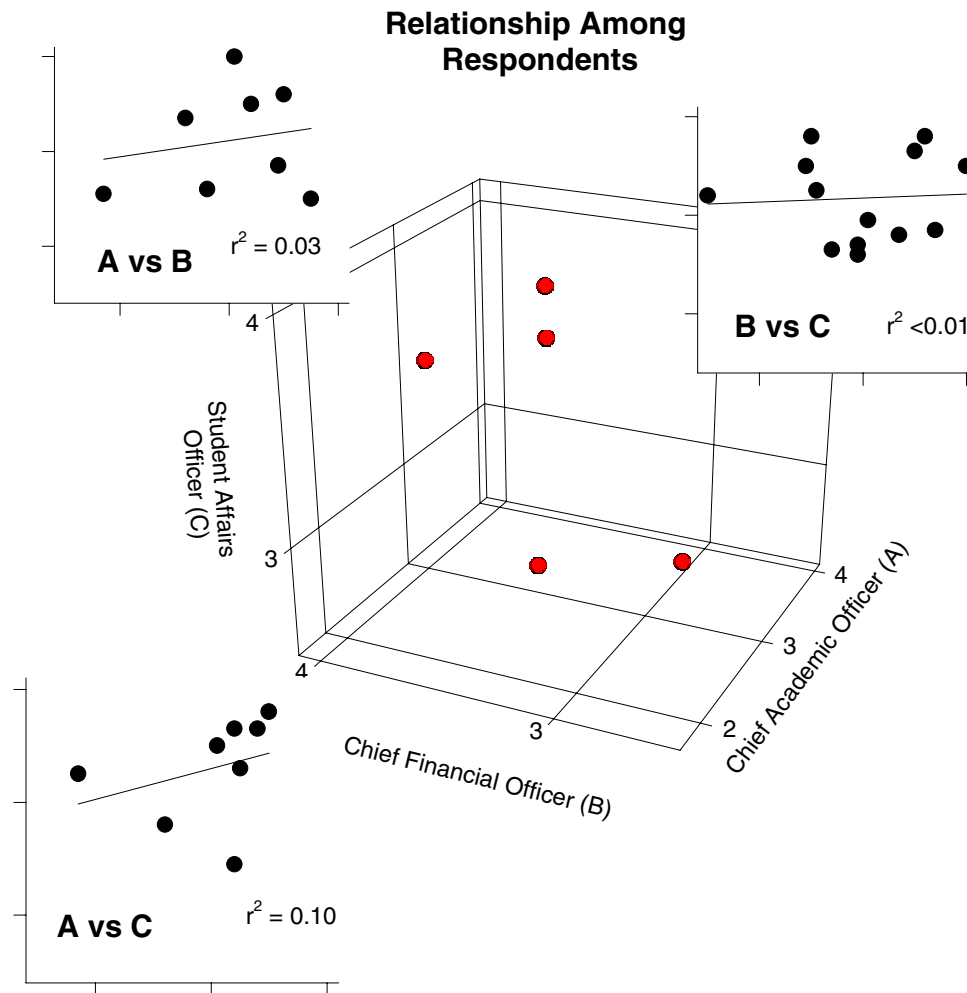 Relationship Among
Respondents
r² = 0.03
A vs B
B vs C
r² <0.01
4
3
Student Affairs
Officer (C)
4
3
Chief Financial Officer (B)
4
3
2
Chief Academic Officer (A)
A vs C
r² = 0.10